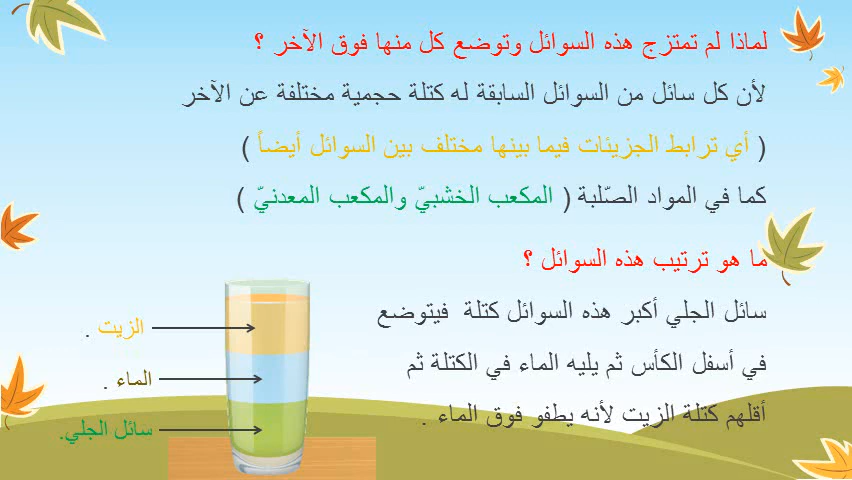 لماذا لم تمتزج هذه السوائل وتوضع كل منها فوق الآخر ؟
لأن كل سائل من السوائل السابقة له كتلة حجمية مختلفة عن الآخر
( أي ترابط الجزيئات فيما بينها مختلف بين السوائل أيضاً )
كما في المواد الصّلبة ( المكعب الخشبيّ والمكعب المعدنيّ )
ما هو ترتيب هذه السوائل ؟
سائل الجلي أكبر هذه السوائل كتلة فيتوضع
في أسفل الكأس ثم يليه الماء في الكتلة ثم
أقلهم كتلة الزيت لأنه يطفو فوق الماء .
الزيت .
الماء .
سائل الجلي.